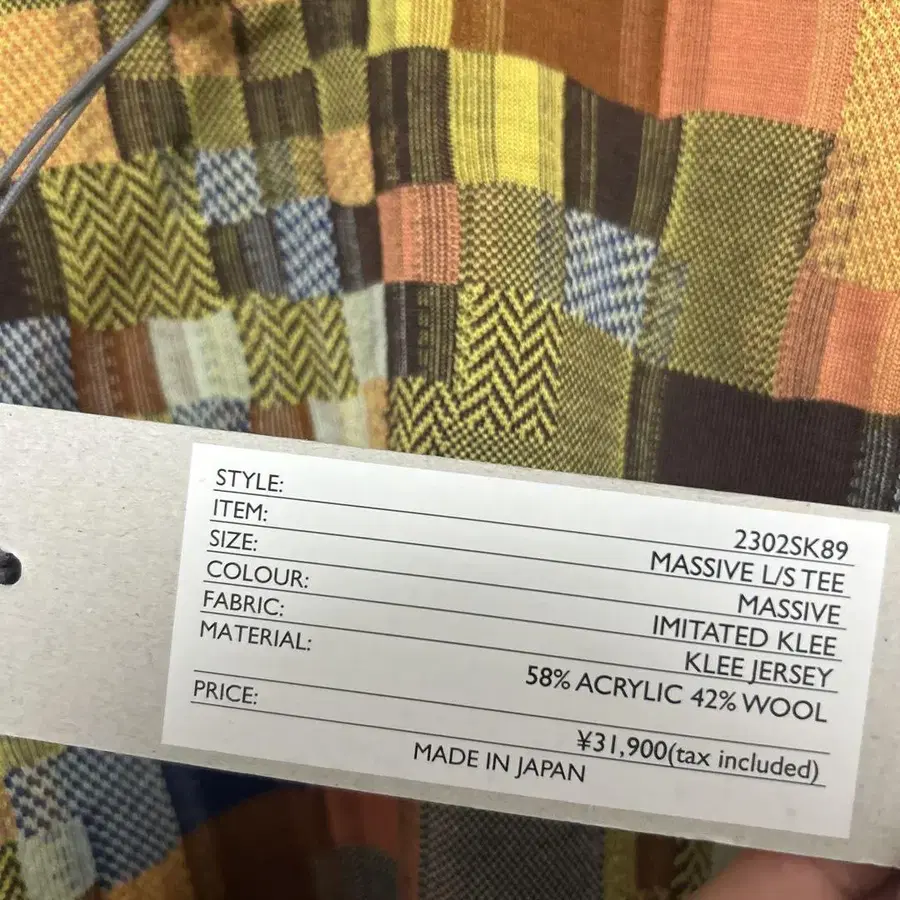 STYLE: 2302SK89
ITEM: MASSIVE L/S TEE
SIZE: MASSIVE
COLOUR: IMITATED KLEE
FABRIC: KLEE JERSEY
MATERIAL: 58% ACRYLIC 42% WOOL
PRICE: ¥31,900(tax included)
MADE IN JAPAN